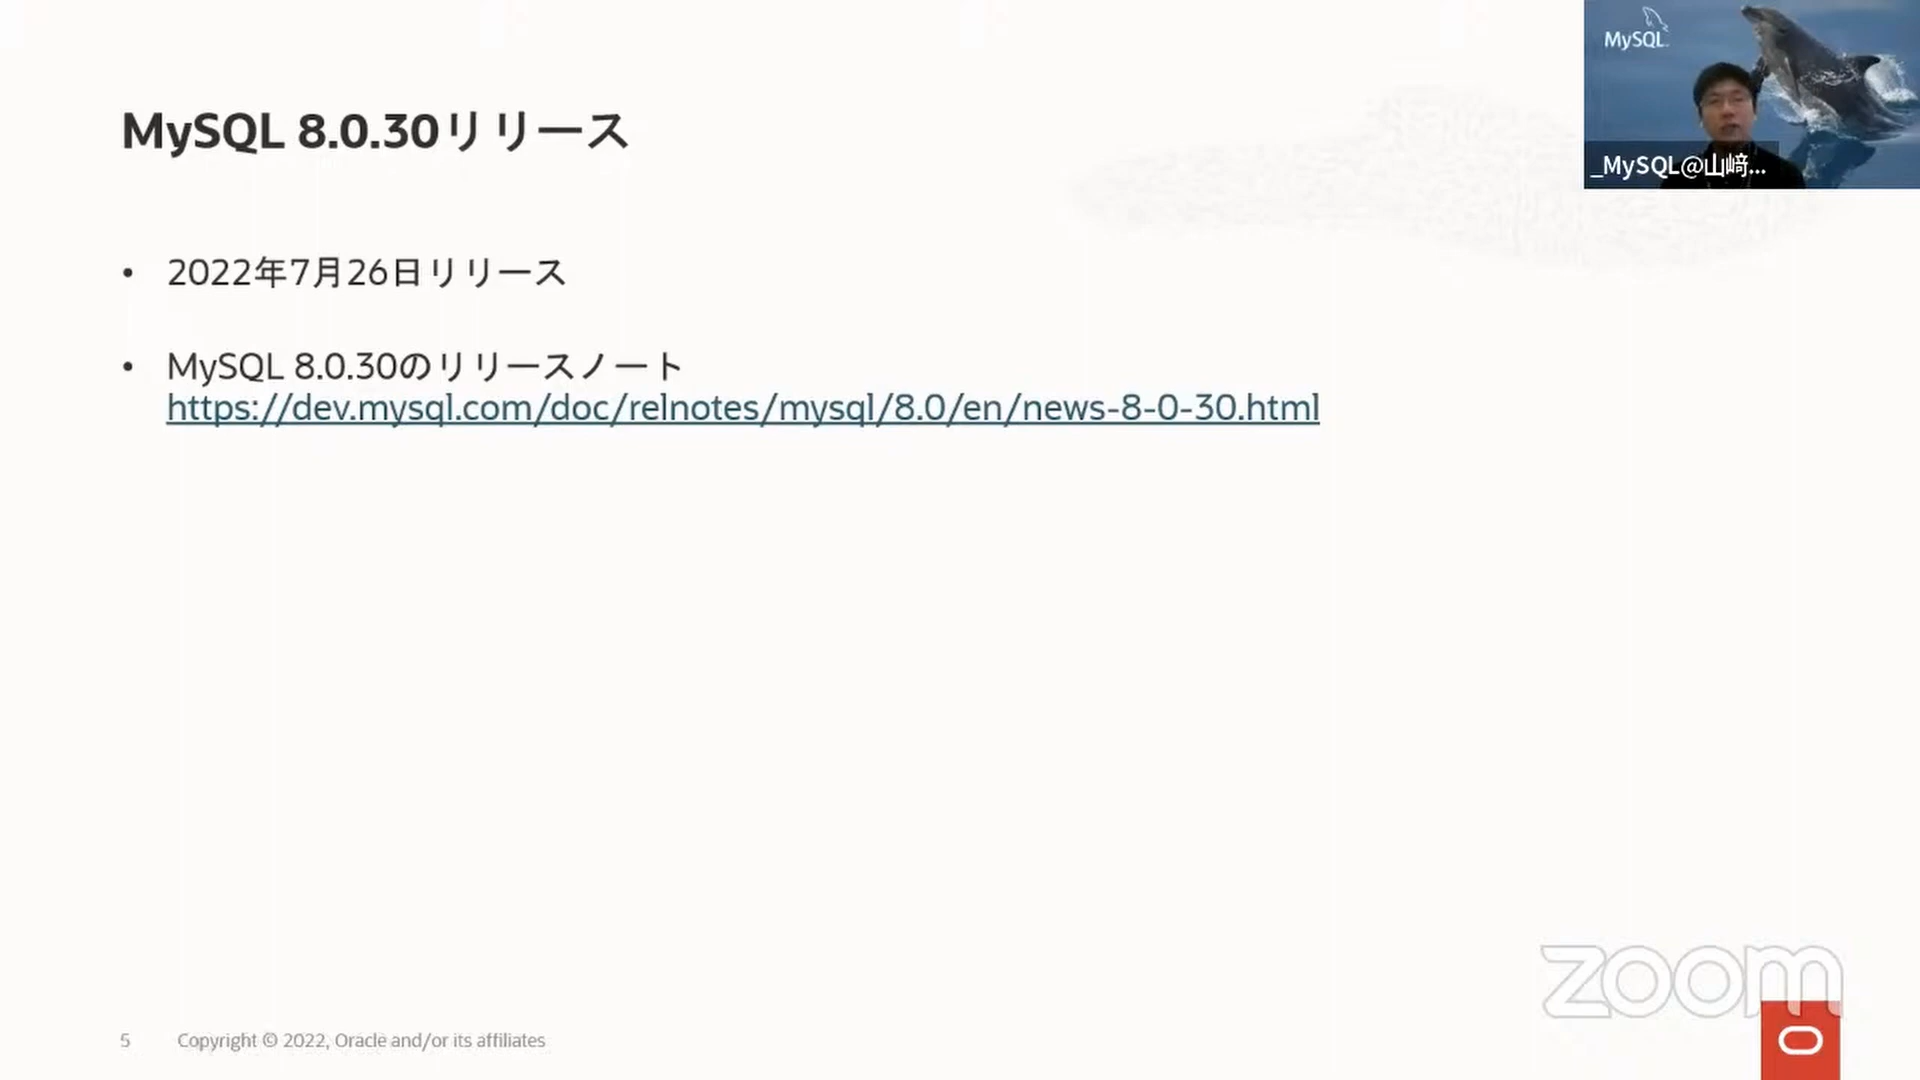 MySQL 8.0.30リリース
MySQL
_MySQL@山﨑...
• 2022年7月26日リリース
• MySQL 8.0.30のリリースノート
https://dev.mysql.com/doc/relnotes/mysql/8.0/en/news-8-0-30.html
zoom
5 Copyright © 2022, Oracle and/or its affiliates